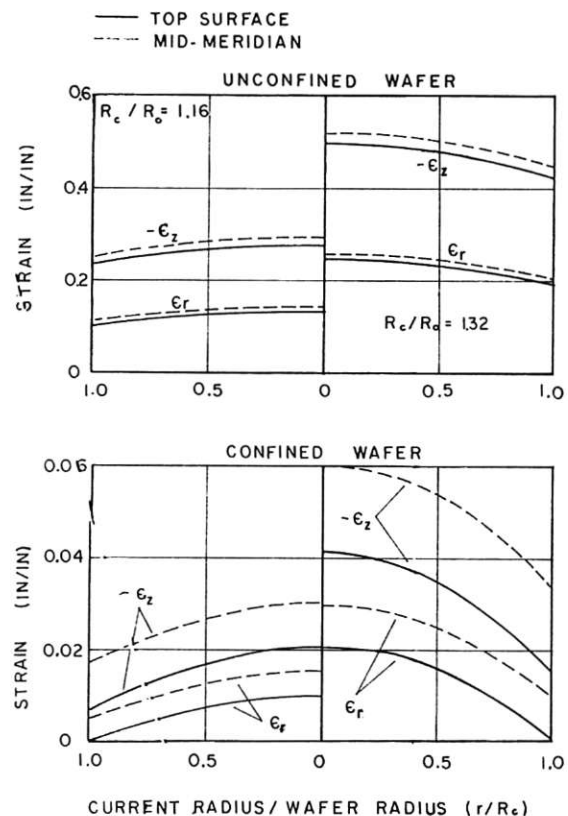 TOP SURFACE
MID-MERIDIAN
UNCONFINED WAFER
0.6
Rc/Ro = 1.16
-ϵz
0.4
-ϵz
ϵr
0.2
ϵr
Rc/Ro = 1.32
0
1.0 0.5 0 0.5 1.0
STRAIN (IN/IN)
CONFINED WAFER
0.06
-ϵz
0.04
-ϵz
0.02
ϵr
ϵr
0
1.0 0.5 0 0.5 1.0
STRAIN (IN/IN)
CURRENT RADIUS/WAFER RADIUS (r/Rc)